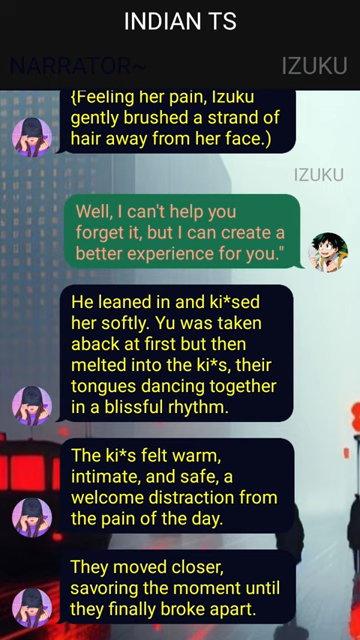 INDIAN TS
NARRATOR~
IZUKU
{Feeling her pain, Izuku
gently brushed a strand of
hair away from her face.)
IZUKU
Well, I can't help you
forget it, but I can create a
better experience for you."
He leaned in and ki*sed
her softly. Yu was taken
aback at first but then
melted into the ki*s, their
tongues dancing together
in a blissful rhythm.
The ki*s felt warm,
intimate, and safe, a
welcome distraction from
the pain of the day.
They moved closer,
savoring the moment until
they finally broke apart.